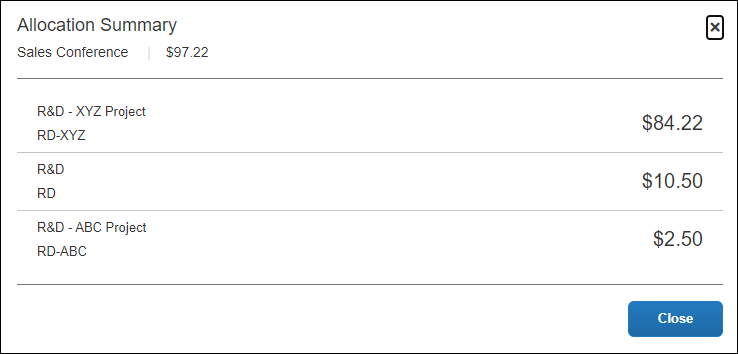 Allocation Summary
Sales Conference | $97.22
R&D - XYZ Project
RD-XYZ
$84.22
R&D
RD
$10.50
R&D - ABC Project
RD-ABC
$2.50
Close